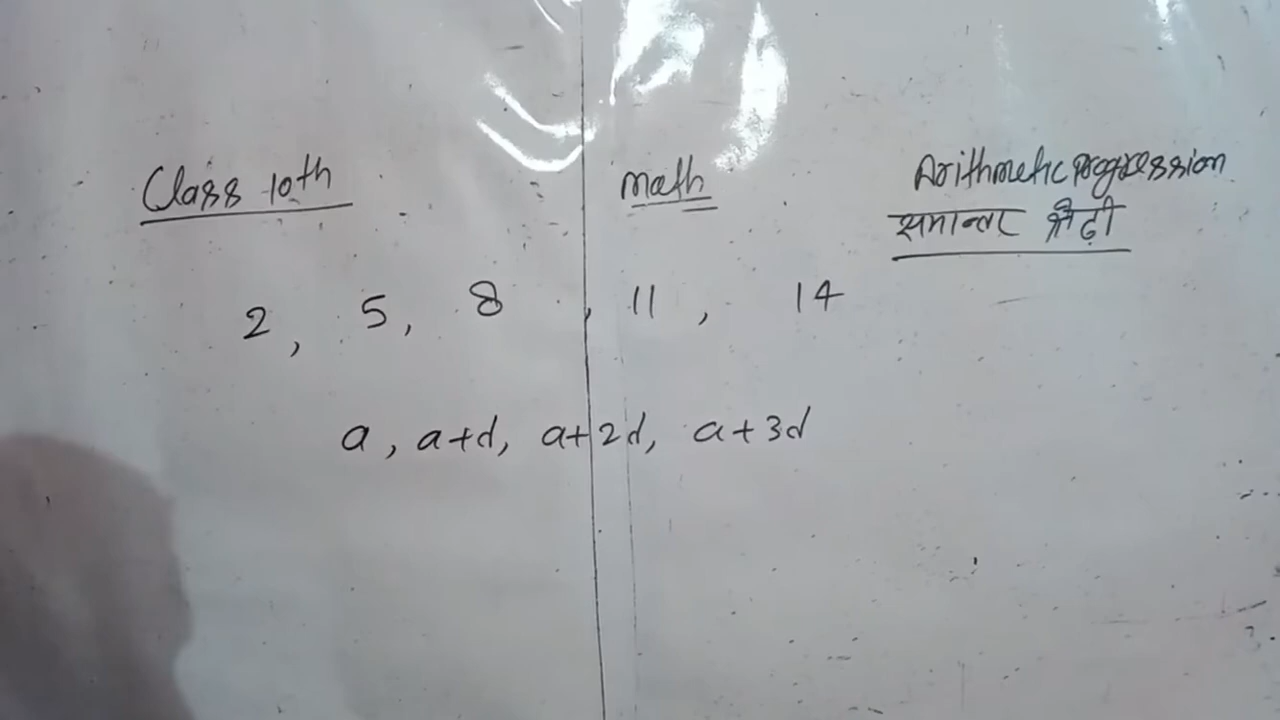 Class 10th
math
Arithmetic progression
समान्तर श्रेढ़ी
2, 5, 8, 11, 14
a, a+d, a+2d, a+3d